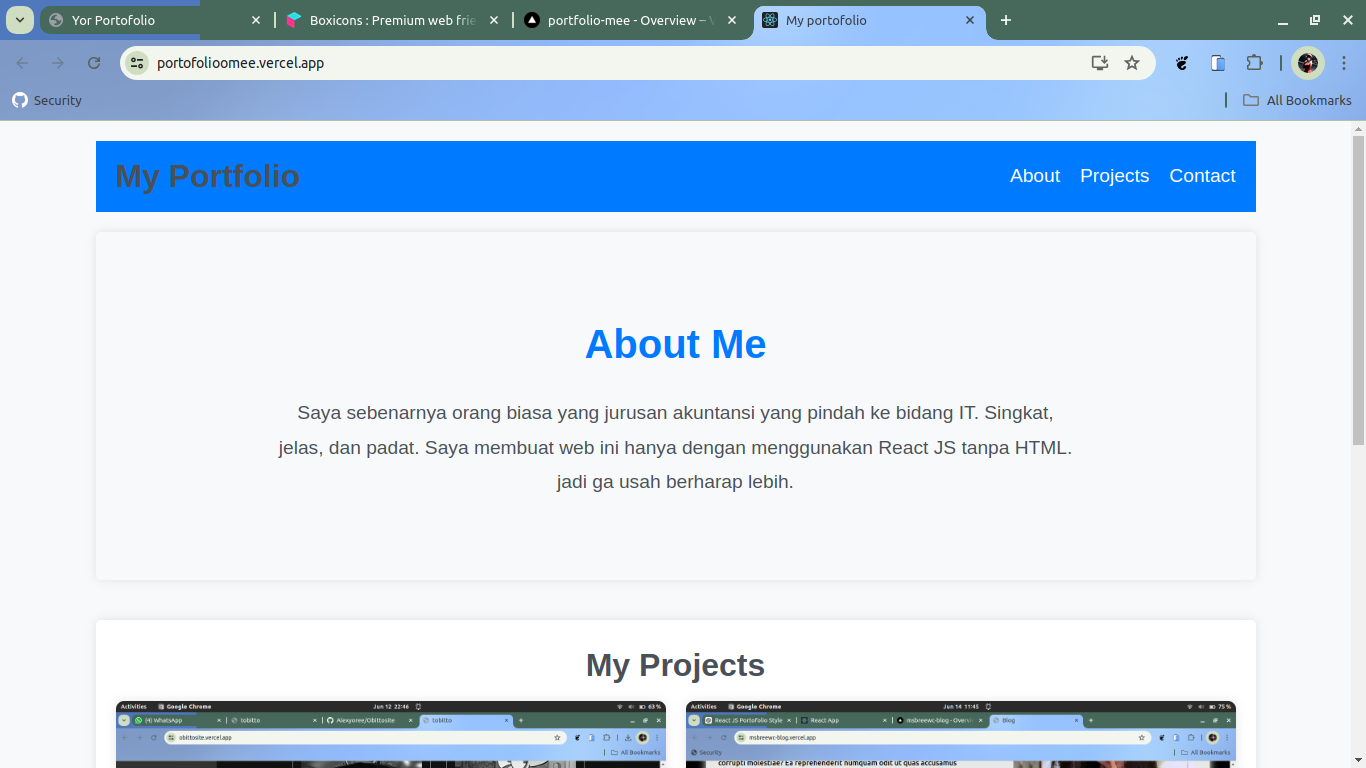 Yor Portofolio
Boxicons : Premium web frie
portfolio-mee - Overview –
My portofolio
portofolioomee.vercel.app
Security
All Bookmarks
My Portfolio
About Projects Contact
About Me
Saya sebenarnya orang biasa yang jurusan akuntansi yang pindah ke bidang IT. Singkat,
jelas, dan padat. Saya membuat web ini hanya dengan menggunakan React JS tanpa HTML.
jadi ga usah berharap lebih.
My Projects
Activities Google Chrome Jun 12 22:46 63 %
(4) WhatsApp tobitto Alexyoree/Obittosite tobitto
obittosite.vercel.app
All Bookmarks
Activities Google Chrome Jun 14 11:45 75 %
React JS Portofolio Style React App msbreewc-blog - Overvi Blog
msbreewc-blog.vercel.app
Security All Bookmarks
corrupti molestiae? Ea reprehenderit numquam odit ut quas accusamus